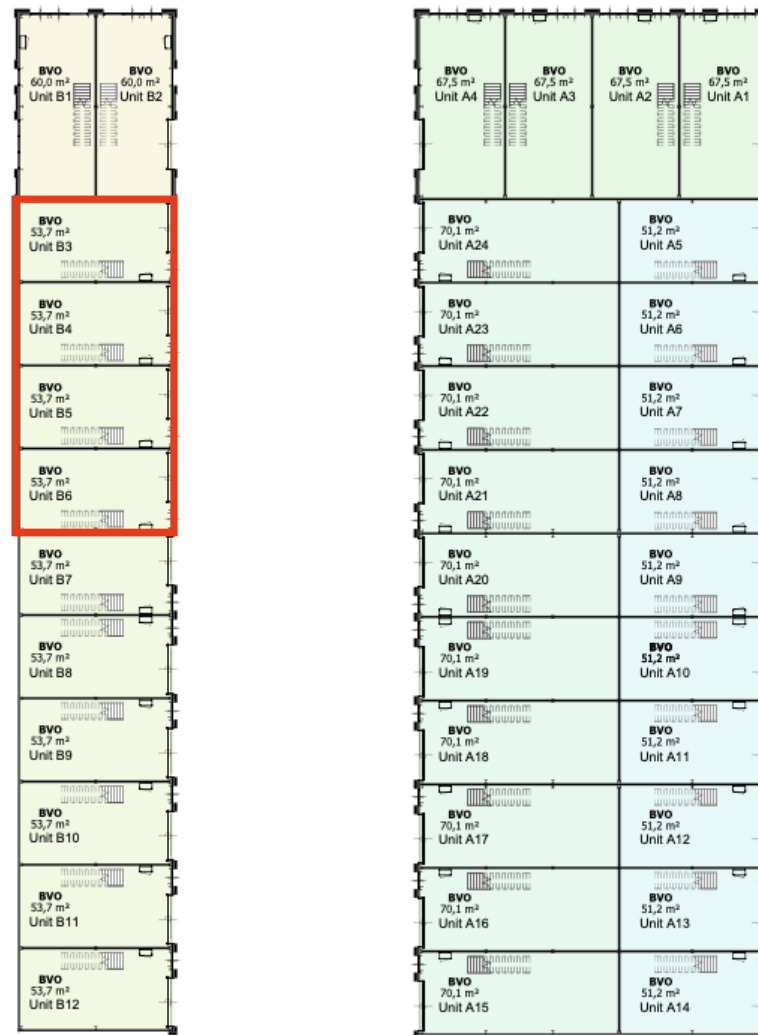 BVO
60,0 m²
Unit B1
BVO
60,0 m²
Unit B2
BVO
53,7 m²
Unit B3
BVO
53,7 m²
Unit B4
BVO
53,7 m²
Unit B5
BVO
53,7 m²
Unit B6
BVO
53,7 m²
Unit B7
BVO
53,7 m²
Unit B8
BVO
53,7 m²
Unit B9
BVO
53,7 m²
Unit B10
BVO
53,7 m²
Unit B11
BVO
53,7 m²
Unit B12
BVO
67,5 m²
Unit A4
BVO
67,5 m²
Unit A3
BVO
67,5 m²
Unit A2
BVO
67,5 m²
Unit A1
BVO
70,1 m²
Unit A24
BVO
51,2 m²
Unit A5
BVO
70,1 m²
Unit A23
BVO
51,2 m²
Unit A6
BVO
70,1 m²
Unit A22
BVO
51,2 m²
Unit A7
BVO
70,1 m²
Unit A21
BVO
51,2 m²
Unit A8
BVO
70,1 m²
Unit A20
BVO
51,2 m²
Unit A9
BVO
70,1 m²
Unit A19
BVO
51,2 m²
Unit A10
BVO
70,1 m²
Unit A18
BVO
51,2 m²
Unit A11
BVO
70,1 m²
Unit A17
BVO
51,2 m²
Unit A12
BVO
70,1 m²
Unit A16
BVO
51,2 m²
Unit A13
BVO
70,1 m²
Unit A15
BVO
51,2 m²
Unit A14